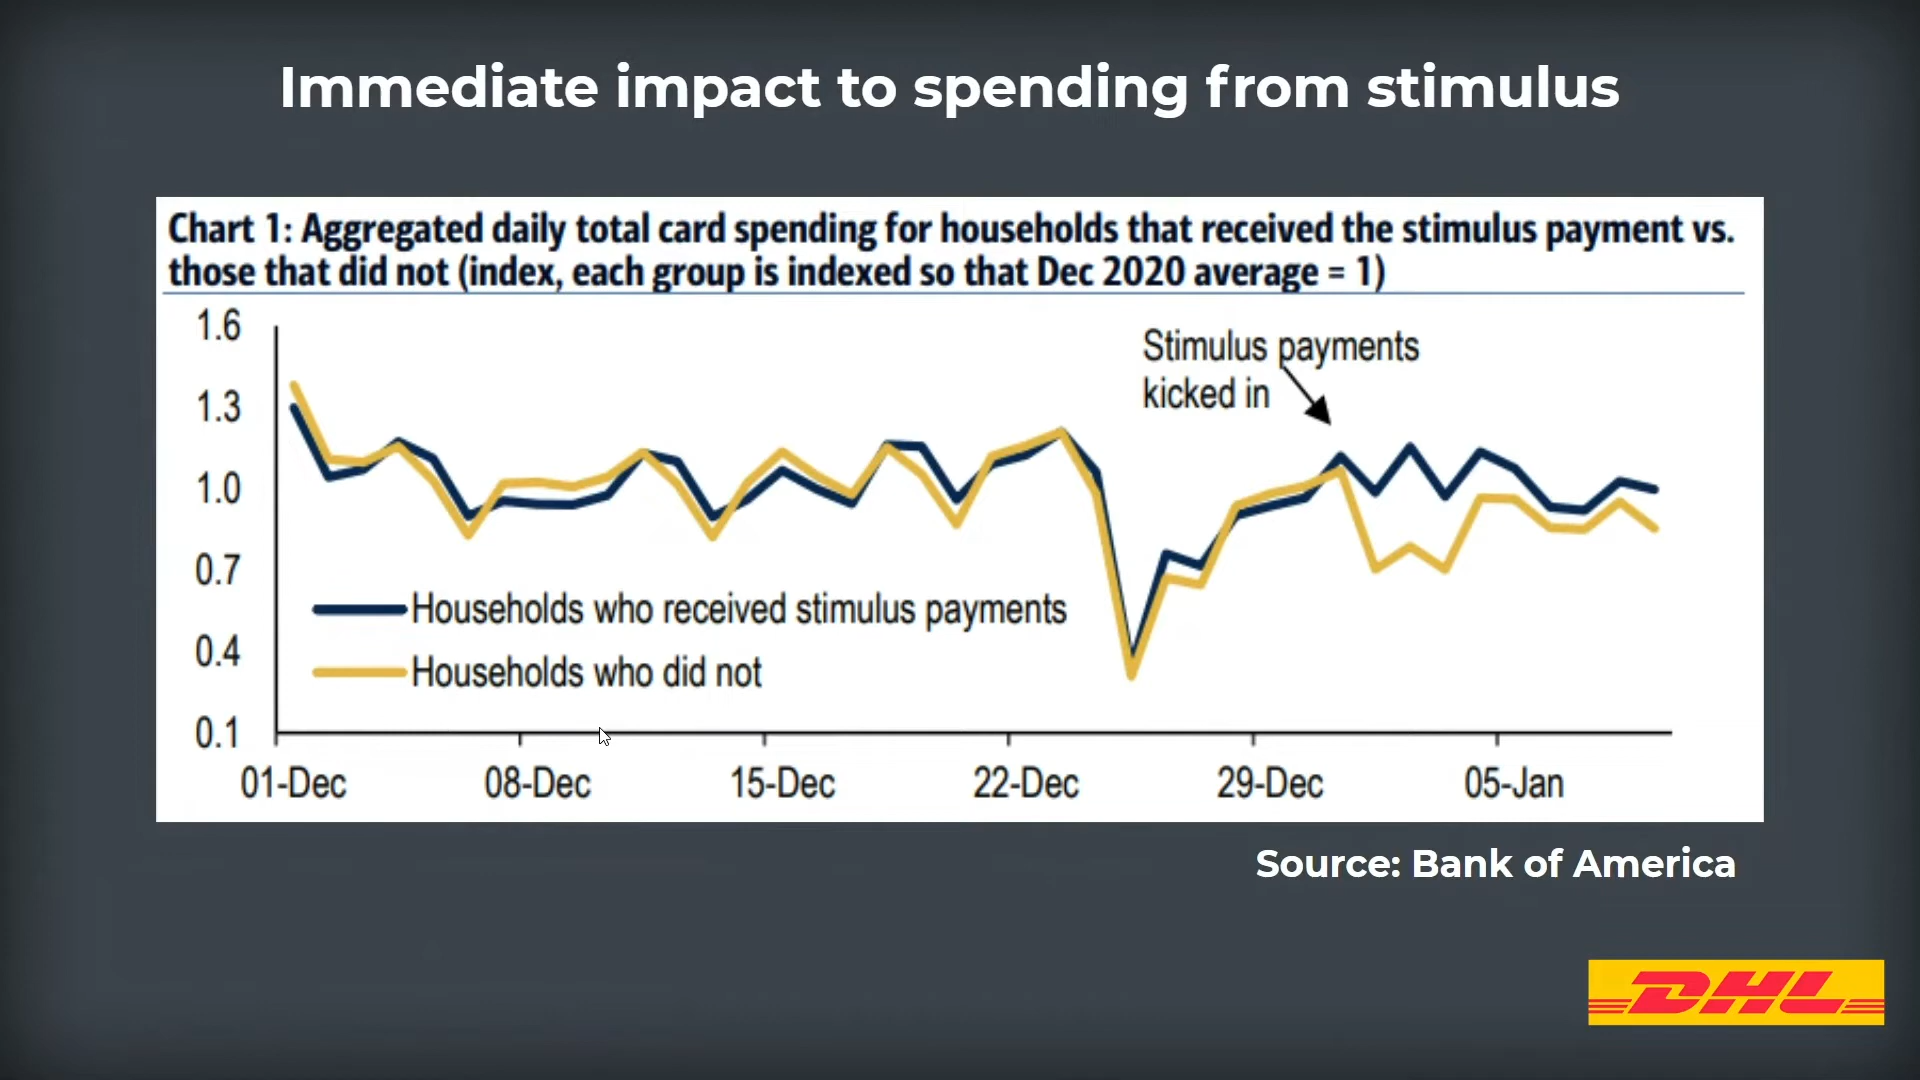 Immediate impact to spending from stimulus
Chart 1: Aggregated daily total card spending for households that received the stimulus payment vs.
those that did not (index, each group is indexed so that Dec 2020 average = 1)
1.6
1.3
1.0
0.7
0.4
0.1
Stimulus payments
kicked in
Households who received stimulus payments
Households who did not
01-Dec
08-Dec
15-Dec
22-Dec
29-Dec
05-Jan
Source: Bank of America
DHL